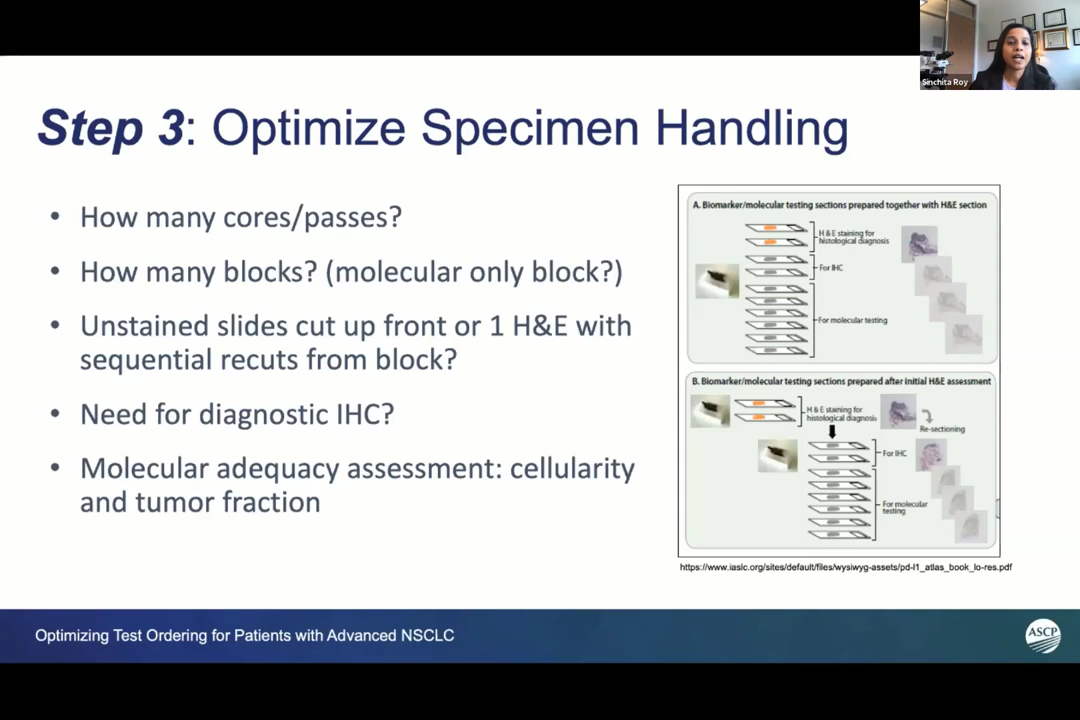 Sinchita Roy
Step 3: Optimize Specimen Handling
• How many cores/passes?
• How many blocks? (molecular only block?)
• Unstained slides cut up front or 1 H&E with
sequential recuts from block?
• Need for diagnostic IHC?
• Molecular adequacy assessment: cellularity
and tumor fraction
A. Biomarker/molecular testing sections prepared together with H&E section
H & E staining for
histological diagnosis
For IHC
For molecular testing
B. Biomarker/molecular testing sections prepared after initial H&E assessment
H & E staining for
histological diagnosis
Re-sectioning
For IHC
For molecular
testing
https://www.iaslc.org/sites/default/files/wysiwyg-assets/pd-l1_atlas_book_lo-res.pdf
Optimizing Test Ordering for Patients with Advanced NSCLC
ASCP